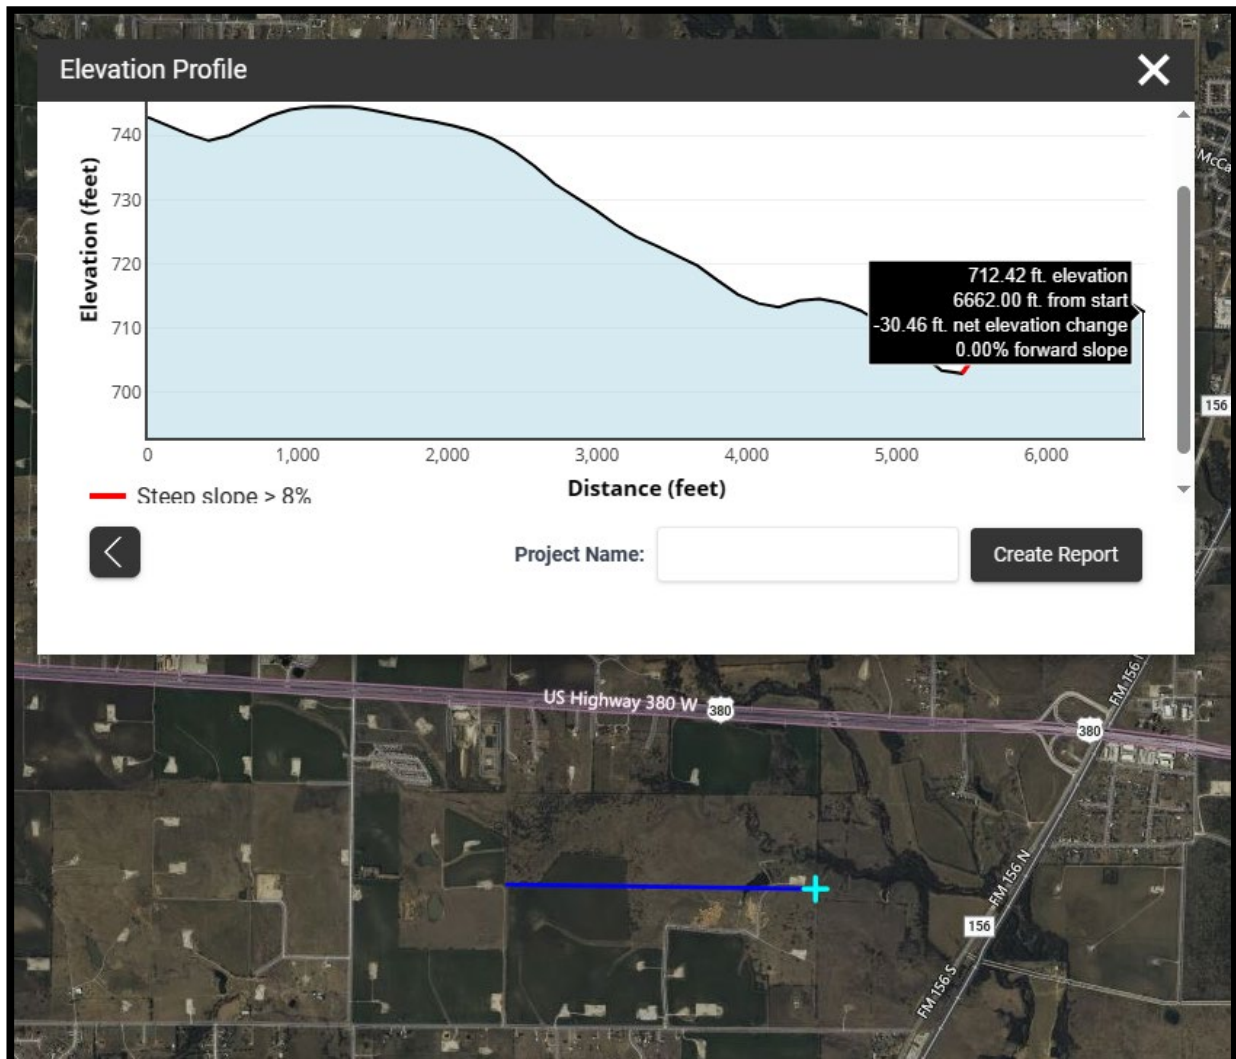 Elevation Profile
740
730
720
710
700
Elevation (feet)
712.42 ft. elevation
6662.00 ft. from start
-30.46 ft. net elevation change
0.00% forward slope
0
1,000
2,000
3,000
4,000
5,000
6,000
Distance (feet)
Steep slope > 8%
Project Name:
Create Report
McCa
156
FM 156 N
US Highway 380 W
380
380
FM 156 N
156
FM 156 S